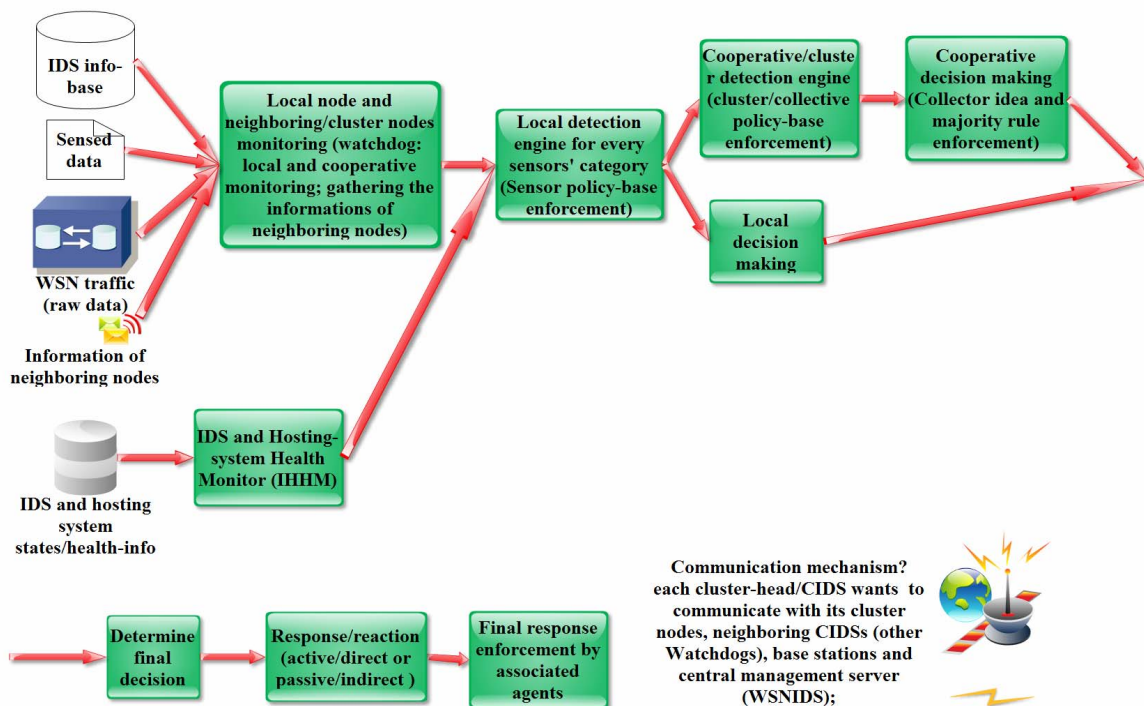 IDS info-
base
Sensed
data
WSN traffic
(raw data)
Information of
neighboring nodes
Local node and
neighboring/cluster nodes
monitoring (watchdog:
local and cooperative
monitoring; gathering the
informations of
neighboring nodes)
Local detection
engine for every
sensors' category
(Sensor policy-base
enforcement)
Cooperative/cluste
r detection engine
(cluster/collective
policy-base
enforcement)
Cooperative
decision making
(Collector idea and
majority rule
enforcement)
Local
decision
making
IDS and hosting
system
states/health-info
IDS and Hosting-
system Health
Monitor (IHHM)
Determine
final
decision
Response/reaction
(active/direct or
passive/indirect )
Final response
enforcement by
associated
agents
Communication mechanism?
each cluster-head/CIDS wants to
communicate with its cluster
nodes, neighboring CIDSs (other
Watchdogs), base stations and
central management server
(WSNIDS);